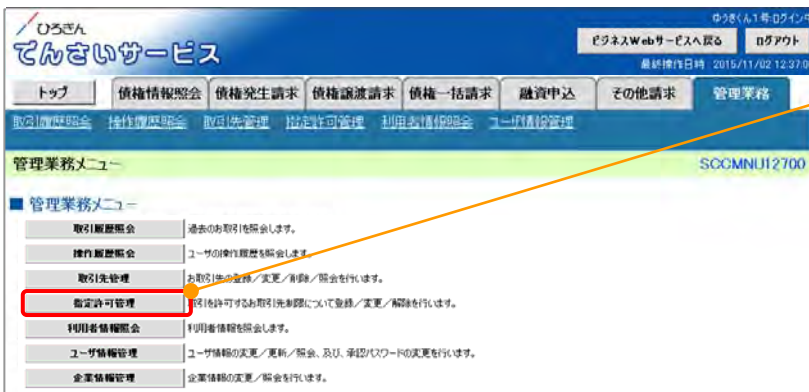 ひろぎん
でんさいサービス
ゆうぎん1号ログイン中
ビジネスWebサービスへ戻る ログアウト
最終操作日時 2015/11/02 12:37:0
トップ 債権情報照会 債権発生請求 債権譲渡請求 債権一括請求 融資申込 その他請求 管理業務
取引履歴照会 操作履歴照会 取引先管理 指定許可管理 利用者情報照会 ユーザ情報管理
管理業務メニュー SCCMNU12700
■ 管理業務メニュー
取引履歴照会 過去のお取引を照会します。
操作履歴照会 ユーザの操作履歴を照会します。
取引先管理 お取引先の登録／変更／削除／照会を行います。
指定許可管理 取引を許可するお取引先制限について登録／変更／解除を行います。
利用者情報照会 利用者情報を照会します。
ユーザ情報管理 ユーザ情報の変更／更新／照会、及び、承認パスワードの変更を行います。
企業情報管理 企業情報の変更／照会を行います。